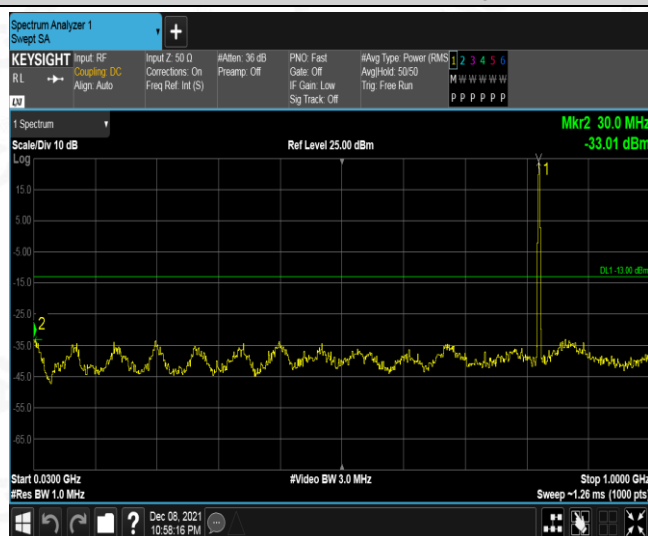 Spectrum Analyzer 1
Swept SA
+
KEYSIGHT
RL
LXI
Input: RF
Coupling: DC
Align: Auto
Input Z: 50 Ω
Corrections: On
Freq Ref: Int (S)
#Atten: 36 dB
Preamp: Off
PNO: Fast
Gate: Off
IF Gain: Low
Sig Track: Off
#Avg Type: Power (RMS
Avg|Hold: 50/50
Trig: Free Run
1 2 3 4 5 6
M W W W W W
P P P P P P
1 Spectrum
Mkr2 30.0 MHz
-33.01 dBm
Scale/Div 10 dB
Ref Level 25.00 dBm
Log
1
15.0
5.00
-5.00
DL1 -13.00 dBm
-15.0
-25.0
2
-35.0
-45.0
-55.0
-65.0
Start 0.0300 GHz
#Video BW 3.0 MHz
Stop 1.0000 GHz
#Res BW 1.0 MHz
Sweep ~1.26 ms (1000 pts)
?
Dec 08, 2021
10:58:16 PM